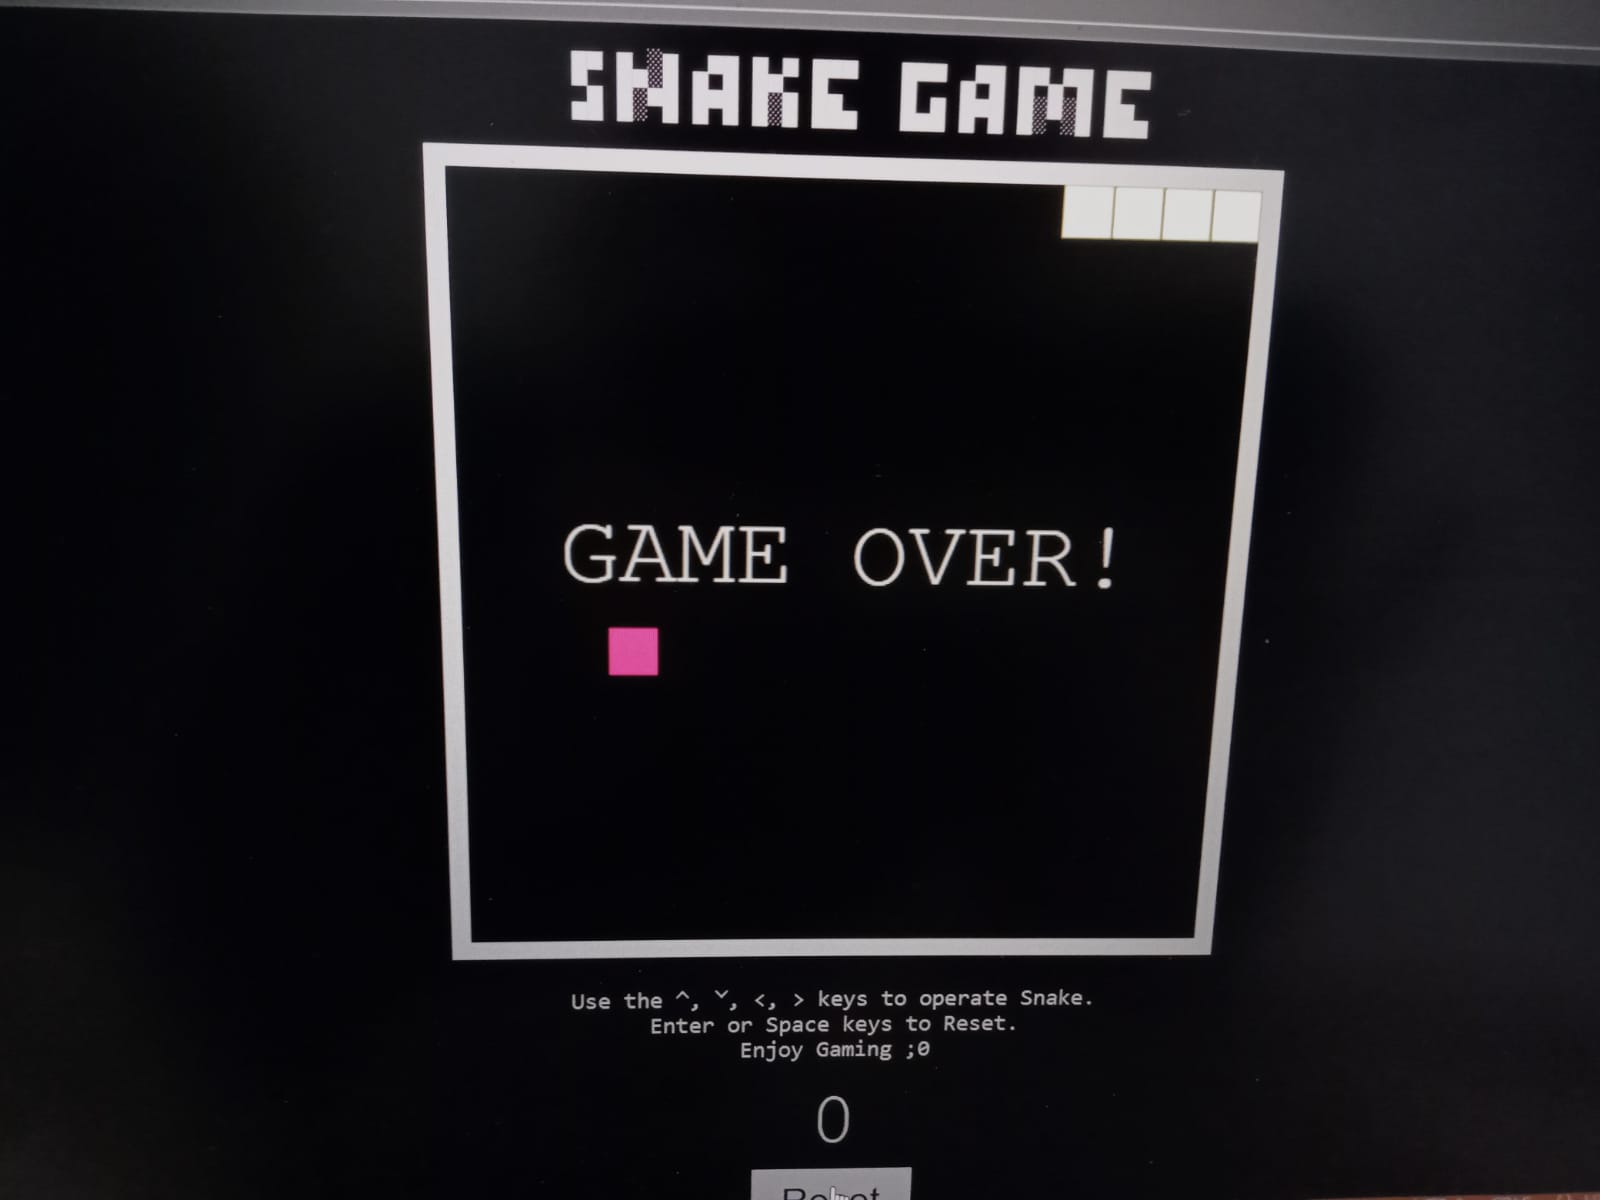 SNAKE GAME
GAME OVER!
Use the ^, ˅, <, > keys to operate Snake.
Enter or Space keys to Reset.
Enjoy Gaming ;0
0